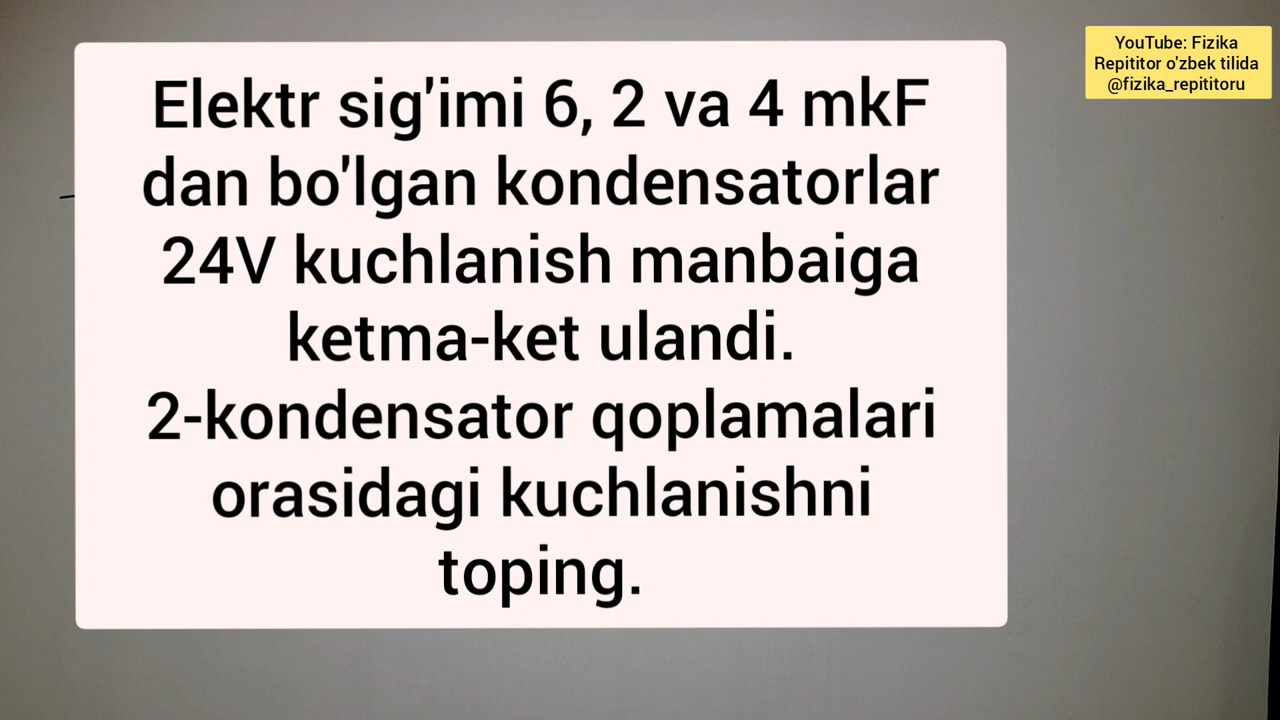 Elektr sig'imi 6, 2 va 4 mkF
dan bo'lgan kondensatorlar
24V kuchlanish manbaiga
ketma-ket ulandi.
2-kondensator qoplamalari
orasidagi kuchlanishni
toping.
YouTube: Fizika
Repititor o'zbek tilida
@fizika_repititoru